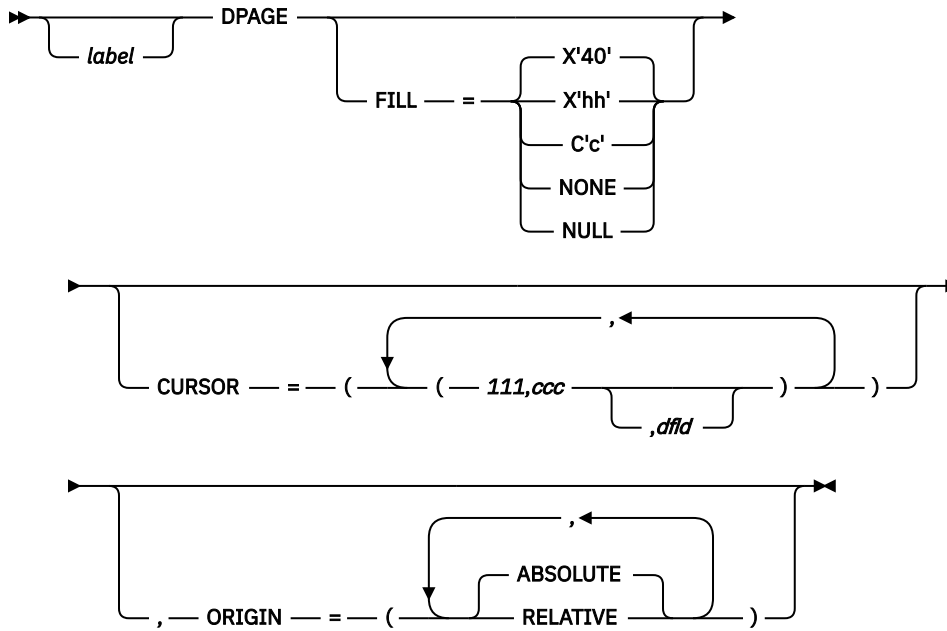 DPAGE
label
X'40'
FILL = X'hh'
C'c'
NONE
NULL
,
CURSOR = ( ( 111,ccc ) )
,dfld
,
ABSOLUTE
, ORIGIN = ( RELATIVE )